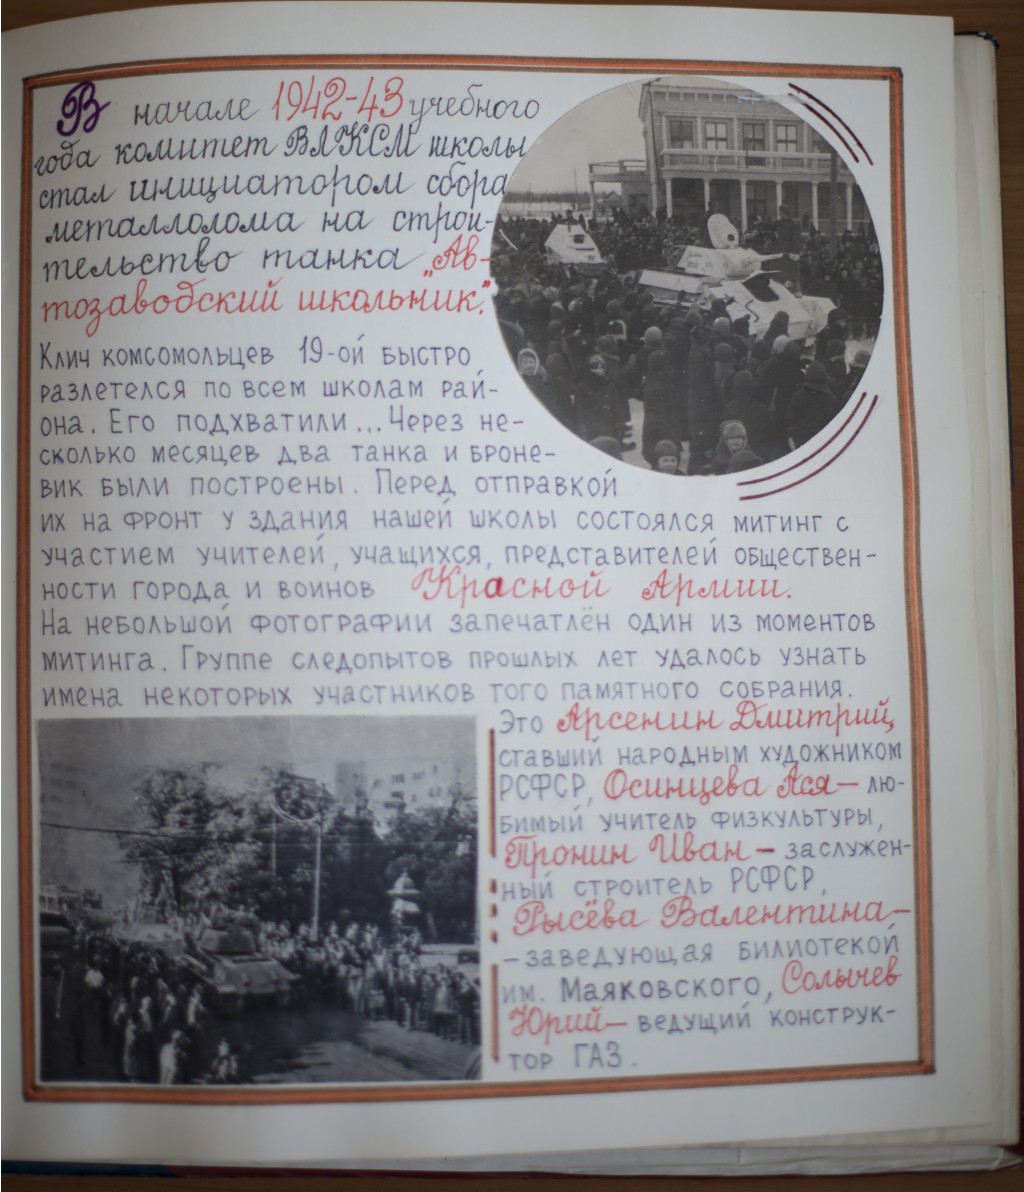 В начале 1942-43 учебного
года комитет ВЛКСМ школы
стал инициатором сбора
металлолома на строи-
тельство танка „Ав-
тозаводский школьник".
Клич комсомольцев 19-ой быстро
разлетелся по всем школам рай-
она. Его подхватили... Через не-
сколько месяцев два танка и броне-
вик были построены. Перед отправкой
их на фронт у здания нашей школы состоялся митинг с
участием учителей, учащихся, представителей обществен-
ности города и воинов Красной Армии.
На небольшой фотографии запечатлён один из моментов
митинга. Группе следопытов прошлых лет удалось узнать
имена некоторых участников того памятного собрания.
Это Арсенин Дмитрий,
ставший народным художником
РСФСР, Осинцева Ася — лю-
бимый учитель физкультуры,
Пронин Иван — заслужен-
ный строитель РСФСР,
Рысёва Валентина —
– заведующая билиотекой
им. Маяковского, Солычев
Юрий — ведущий конструк-
тор ГАЗ.